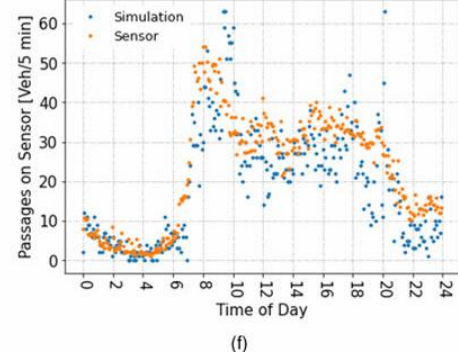 Simulation
Sensor
Passages on Sensor [Veh/5 min]
60
50
40
30
20
10
0
0 2 4 6 8 10 12 14 16 18 20 22 24
Time of Day
(f)